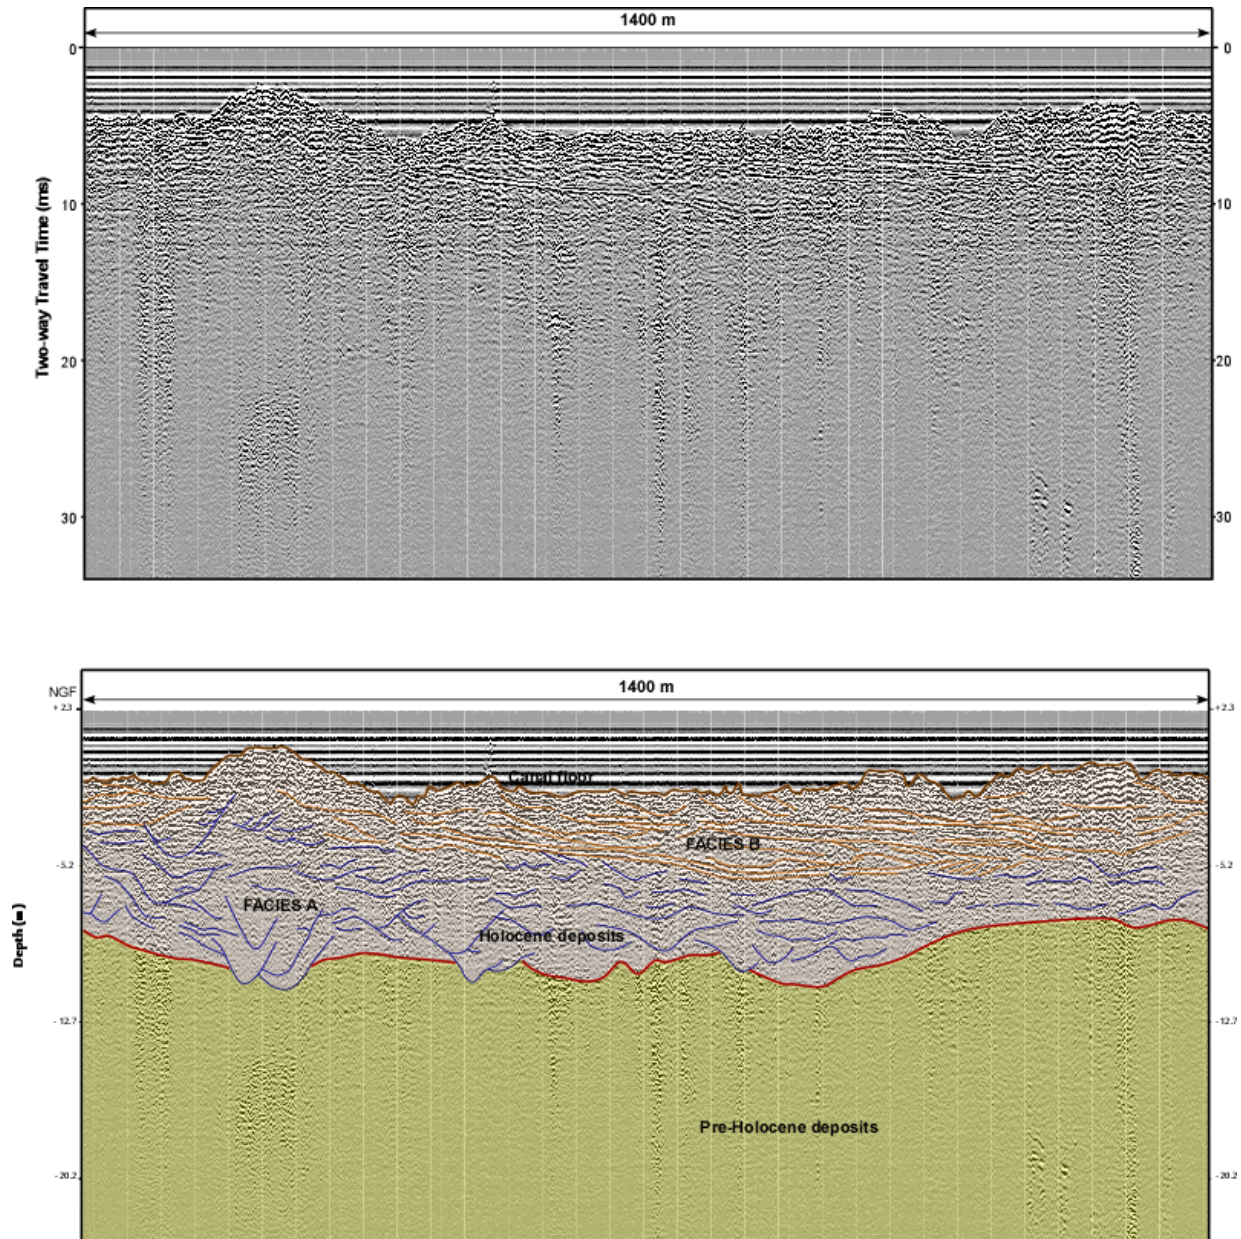 1400 m
0 0
Two-way Travel Time (ms)
10 10
20 20
30 30
1400 m
NGF
+ 2.3 + 2.3
Canal floor
FACIES B
- 5.2 - 5.2
FACIES A
Depth (m)
Holocene deposits
- 12.7 - 12.7
Pre-Holocene deposits
- 20.2 - 20.2